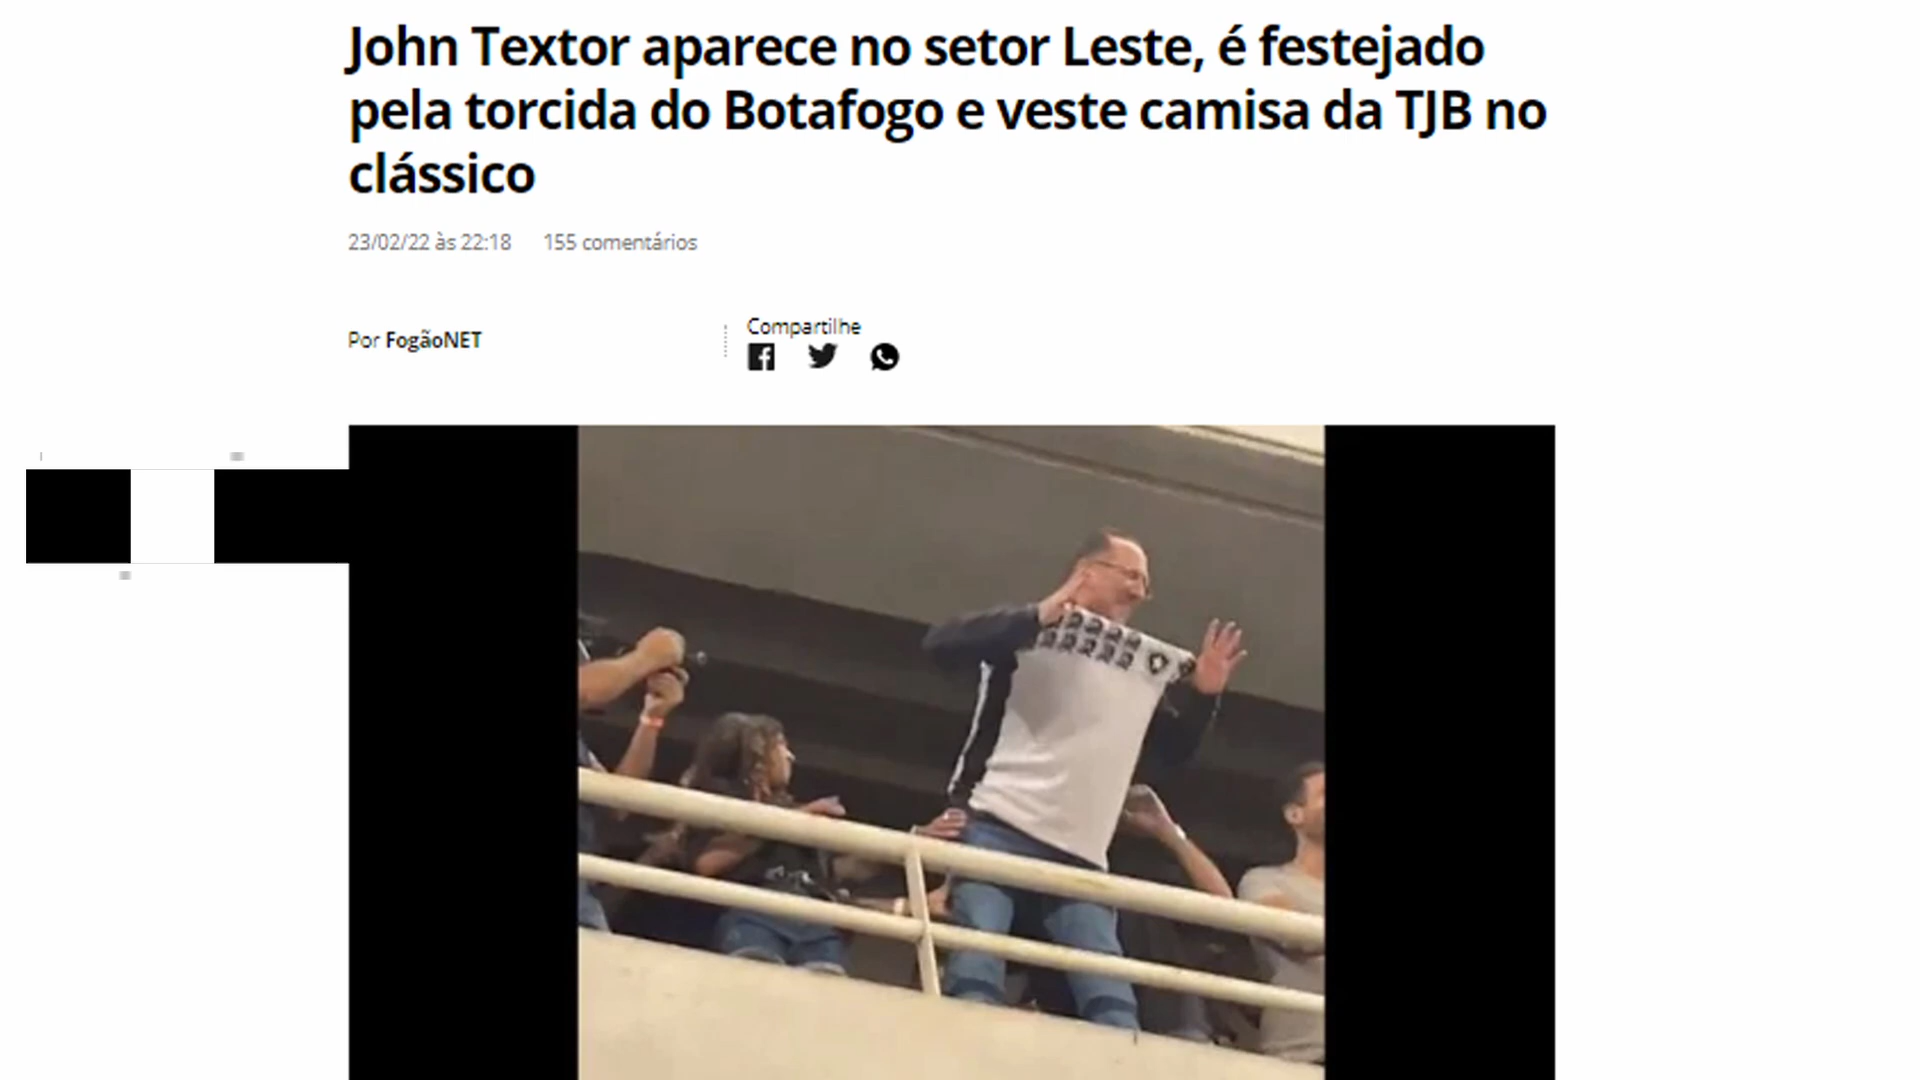 John Textor aparece no setor Leste, é festejado
pela torcida do Botafogo e veste camisa da TJB no
clássico
23/02/22 às 22:18 155 comentários
Por FogãoNET
Compartilhe